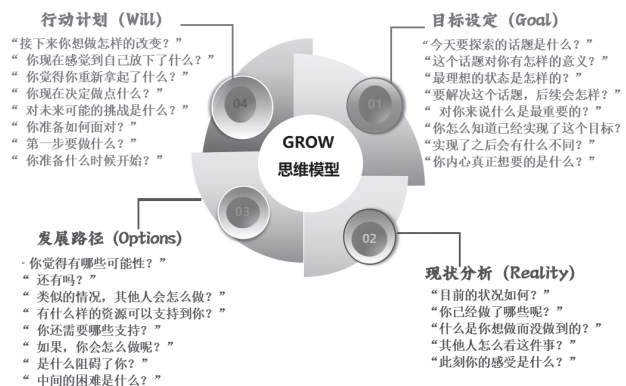 行动计划（Will）
“接下来你想做怎样的改变？”
“ 你现在感觉到自己放下了什么？”
“ 你觉得你重新拿起了什么？”
“ 你现在决定做点什么？”
“ 对未来可能的挑战是什么？”
“ 你准备如何面对？”
“ 第一步要做什么？”
“ 你准备什么时候开始？”
目标设定（Goal）
“今天要探索的话题是什么？”
“这个话题对你有怎样的意义？”
“最理想的状态是怎样的？”
“要解决这个话题，后续会怎样？”
“ 对你来说什么是最重要的？”
“你怎么知道已经实现了这个目标？
“实现了之后会有什么不同？”
“你内心真正想要的是什么？”
04
01
GROW
思维模型
03
02
发展路径（Options）
- 你觉得有哪些可能性？”
“ 还有吗？”
“ 类似的情况，其他人会怎么做？”
“ 有什么样的资源可以支持到你？”
“ 你还需要哪些支持？”
“ 如果，你会怎么做呢？”
“ 是什么阻碍了你？”
“ 中间的困难是什么？”
现状分析（Reality）
“目前的状况如何？”
“你已经做了哪些呢？”
“什么是你想做而没做到的？”
“其他人怎么看这件事？”
“此刻你的感受是什么？”